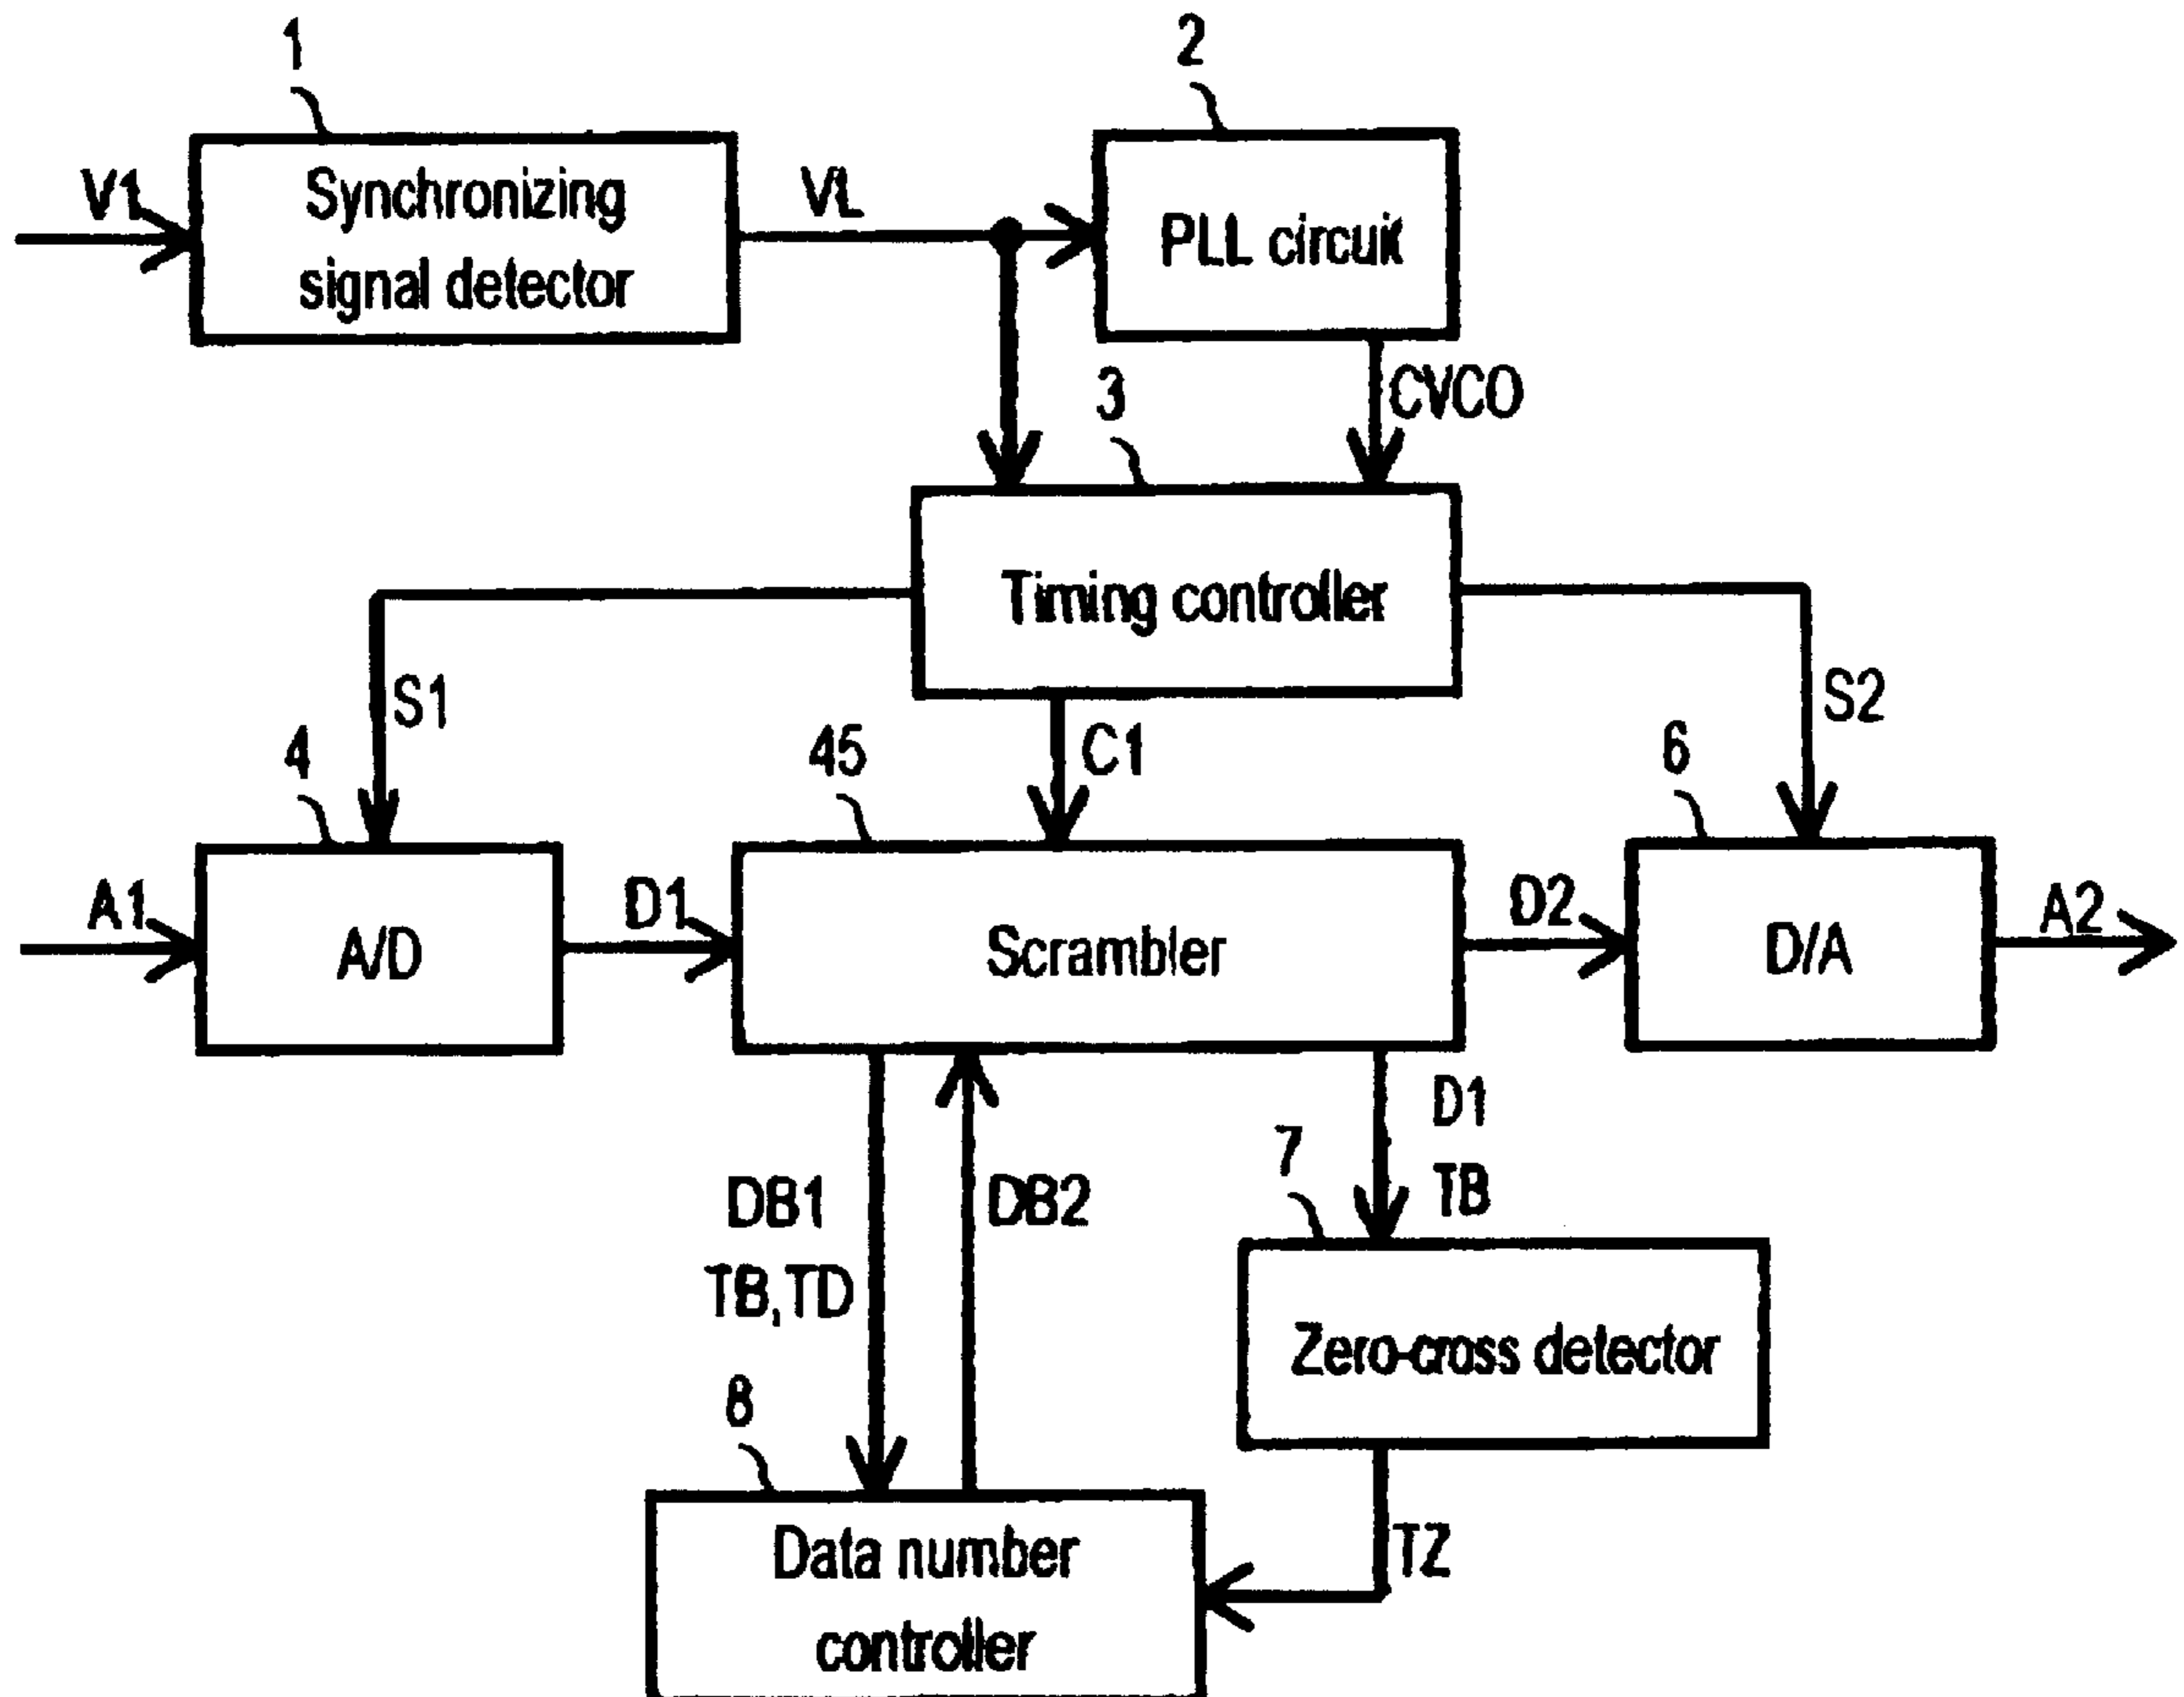 1
2
V1
Synchronizing
signal detector
VL
PLL circuit
3
CVCO
Timing controller
S1
S2
4
45
C1
6
A1
A/D
D1
Scrambler
D2
D/A
A2
D1
TB
7
DB1
TB,TD
DB2
Zero-cross detector
8
TZ
Data number
controller